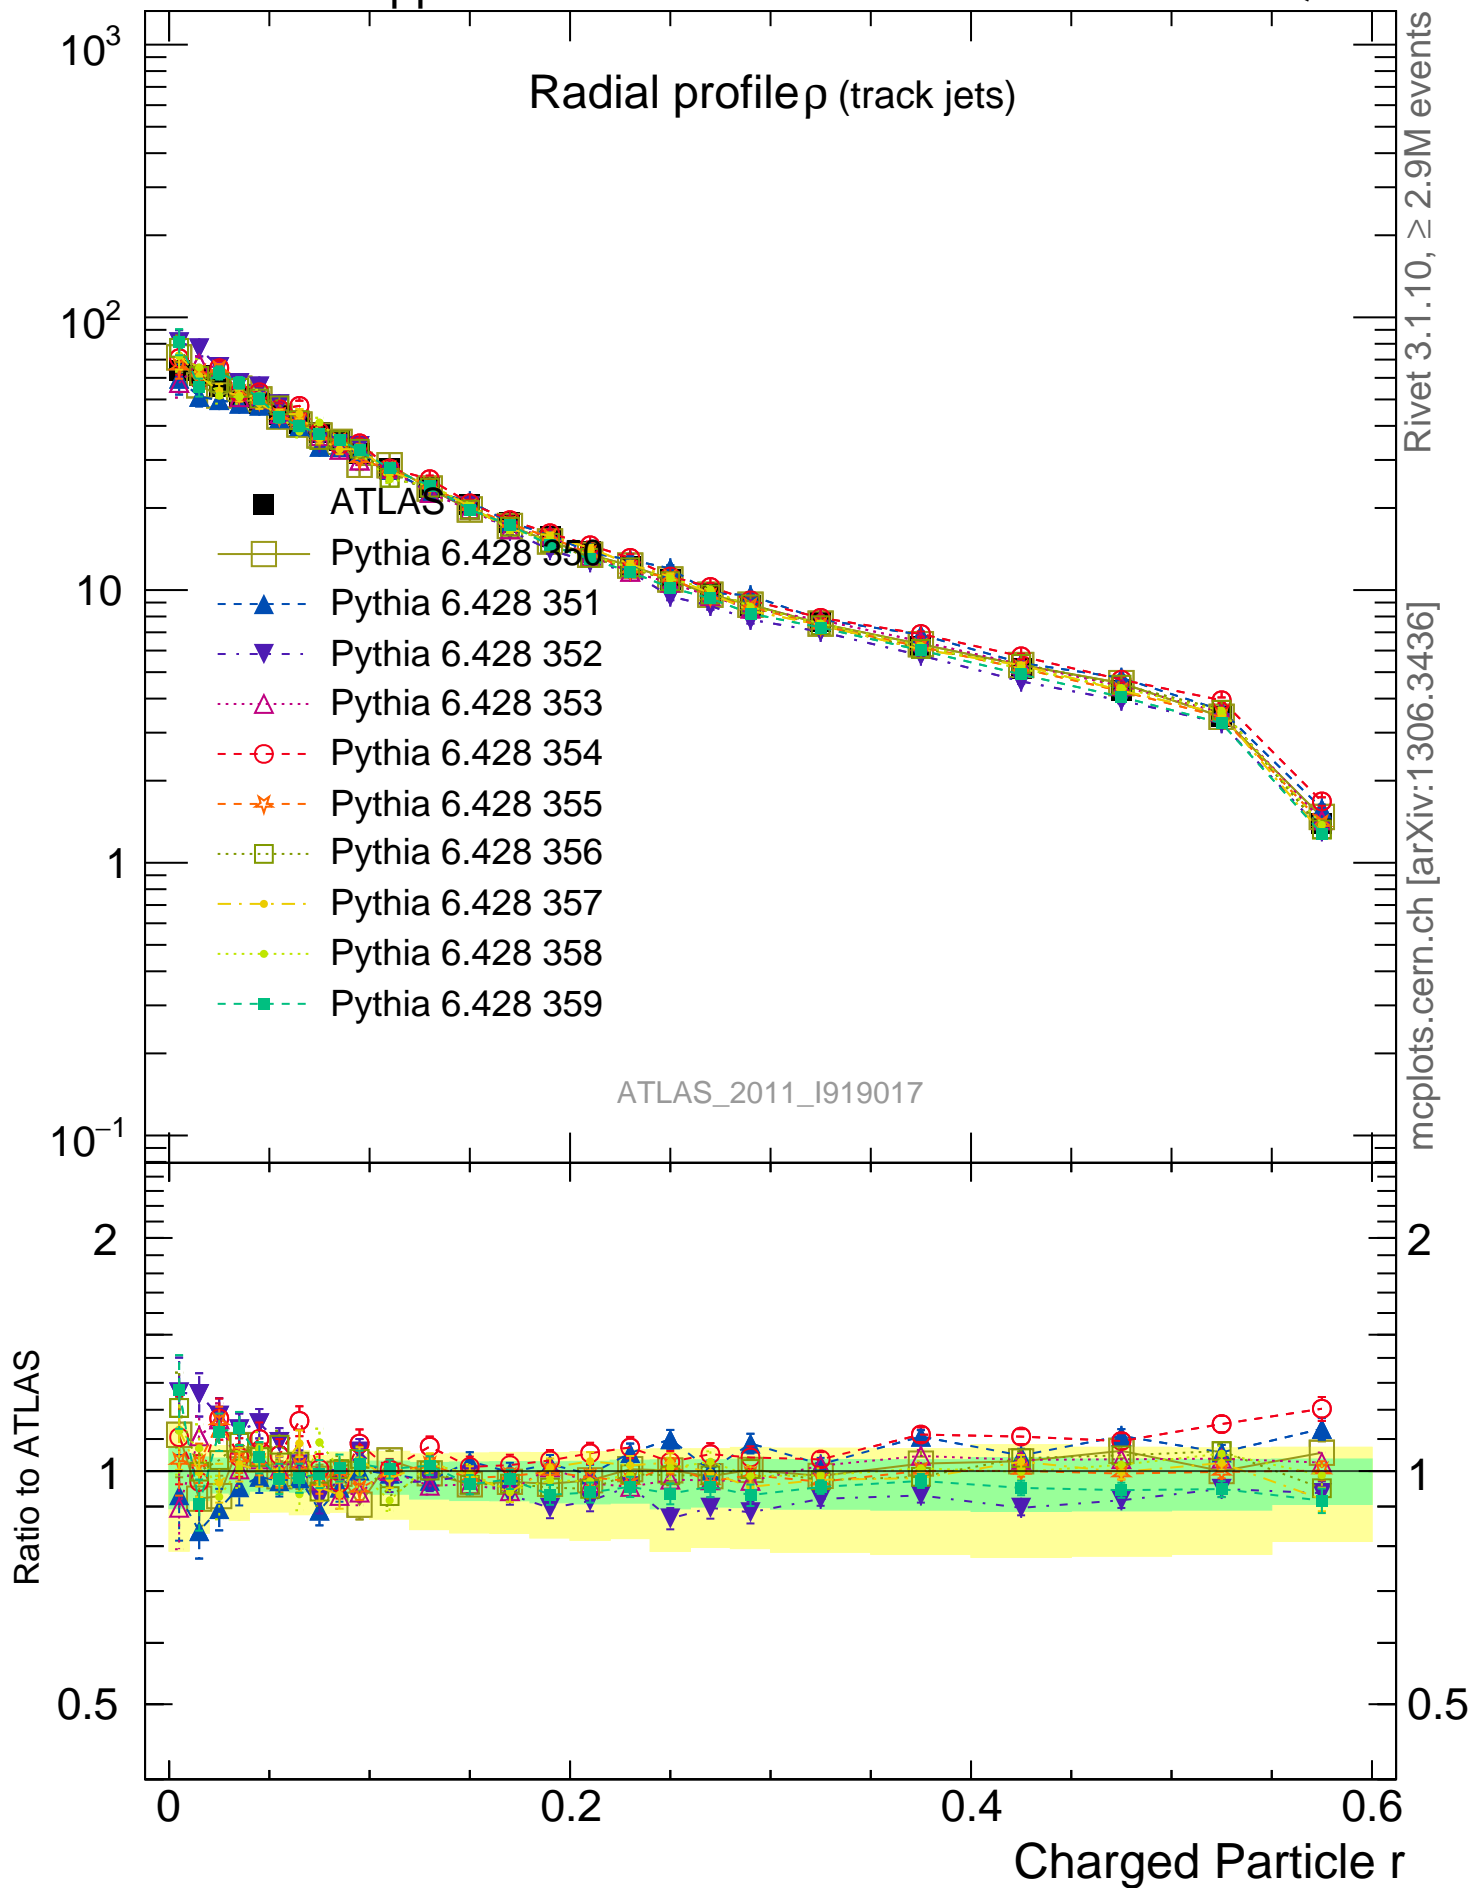 Radial profile ρ (track jets)
10³
10²
10
1
10⁻¹
ATLAS
Pythia 6.428 350
Pythia 6.428 351
Pythia 6.428 352
Pythia 6.428 353
Pythia 6.428 354
Pythia 6.428 355
Pythia 6.428 356
Pythia 6.428 357
Pythia 6.428 358
Pythia 6.428 359
ATLAS_2011_I919017
Rivet 3.1.10, ≥ 2.9M events
mcplots.cern.ch [arXiv:1306.3436]
Ratio to ATLAS
2
1
0.5
2
1
0.5
0
0.2
0.4
0.6
Charged Particle r